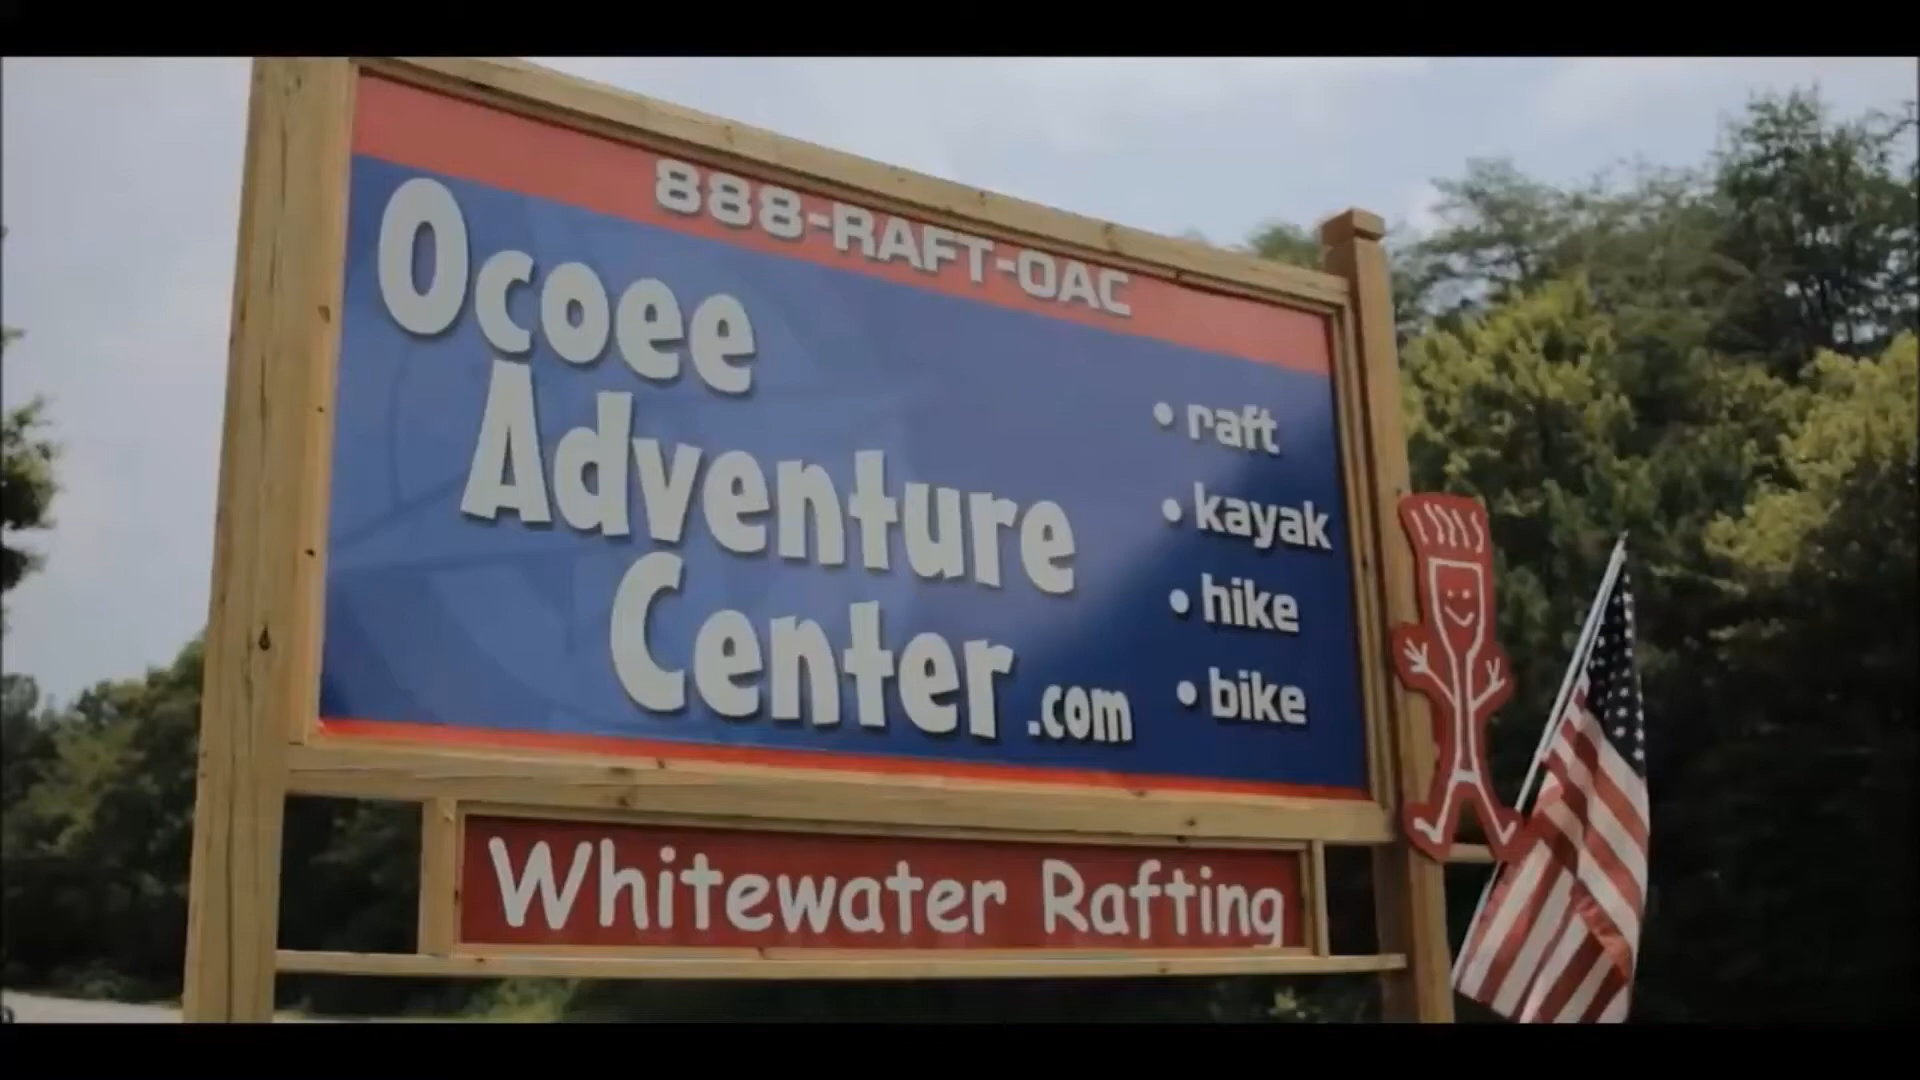 888-RAFT-OAC
Ocoee
Adventure
Center.com
• raft
• kayak
• hike
• bike
Whitewater Rafting